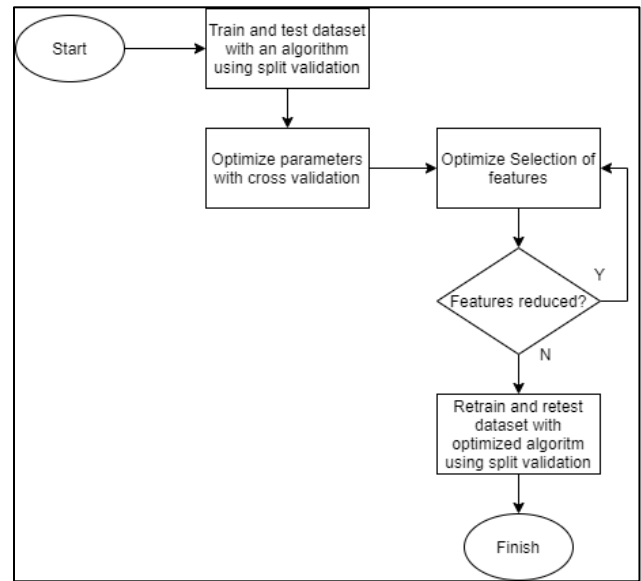 Start
Train and test dataset
with an algorithm
using split validation
Optimize parameters
with cross validation
Optimize Selection of
features
Features reduced?
Y
N
Retrain and retest
dataset with
optimized algoritm
using split validation
Finish